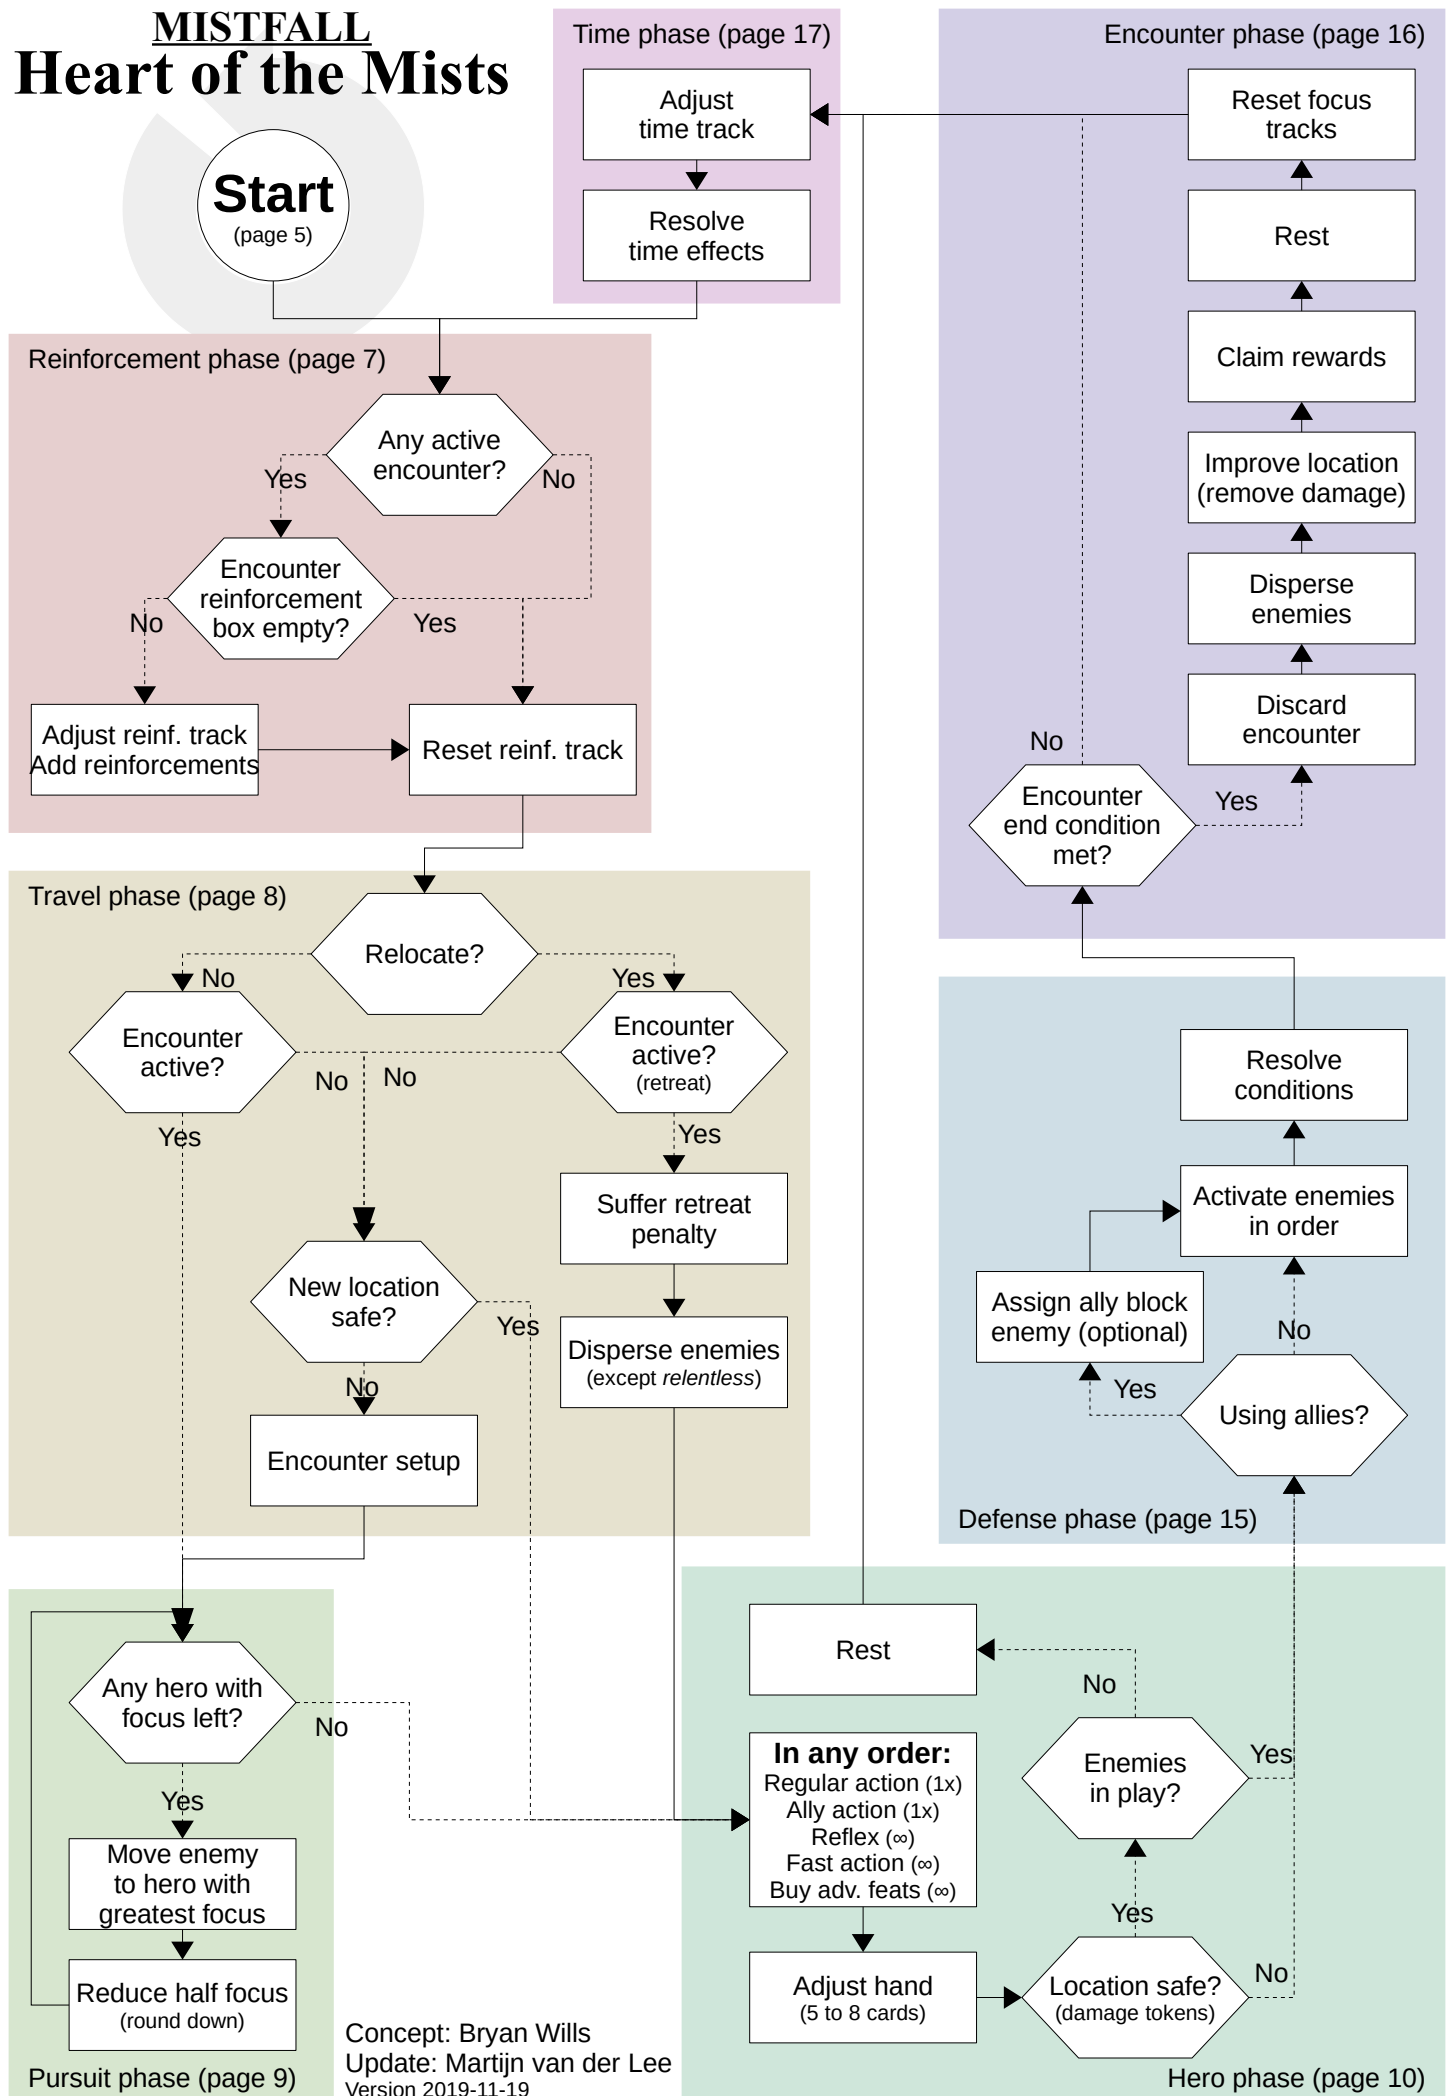 MISTFALL
Heart of the Mists
Start
(page 5)
Time phase (page 17)
Adjust
time track
Resolve
time effects
Encounter phase (page 16)
Reset focus
tracks
Rest
Claim rewards
Improve location
(remove damage)
Disperse
enemies
Discard
encounter
No
Encounter
end condition
met?
Yes
Reinforcement phase (page 7)
Any active
encounter?
Yes
No
Encounter
reinforcement
box empty?
No
Yes
Adjust reinf. track
Add reinforcements
Reset reinf. track
Travel phase (page 8)
Relocate?
No
Yes
Encounter
active?
Encounter
active?
(retreat)
No
No
Yes
Yes
Suffer retreat
penalty
New location
safe?
Yes
No
Disperse enemies
(except relentless)
Encounter setup
Resolve
conditions
Activate enemies
in order
Assign ally block
enemy (optional)
No
Yes
Using allies?
Defense phase (page 15)
Any hero with
focus left?
No
Yes
Move enemy
to hero with
greatest focus
Reduce half focus
(round down)
Pursuit phase (page 9)
Rest
No
In any order:
Regular action (1x)
Ally action (1x)
Reflex (∞)
Fast action (∞)
Buy adv. feats (∞)
Enemies
in play?
Yes
Yes
Adjust hand
(5 to 8 cards)
Location safe?
(damage tokens)
No
Hero phase (page 10)
Concept: Bryan Wills
Update: Martijn van der Lee
Version 2019-11-19